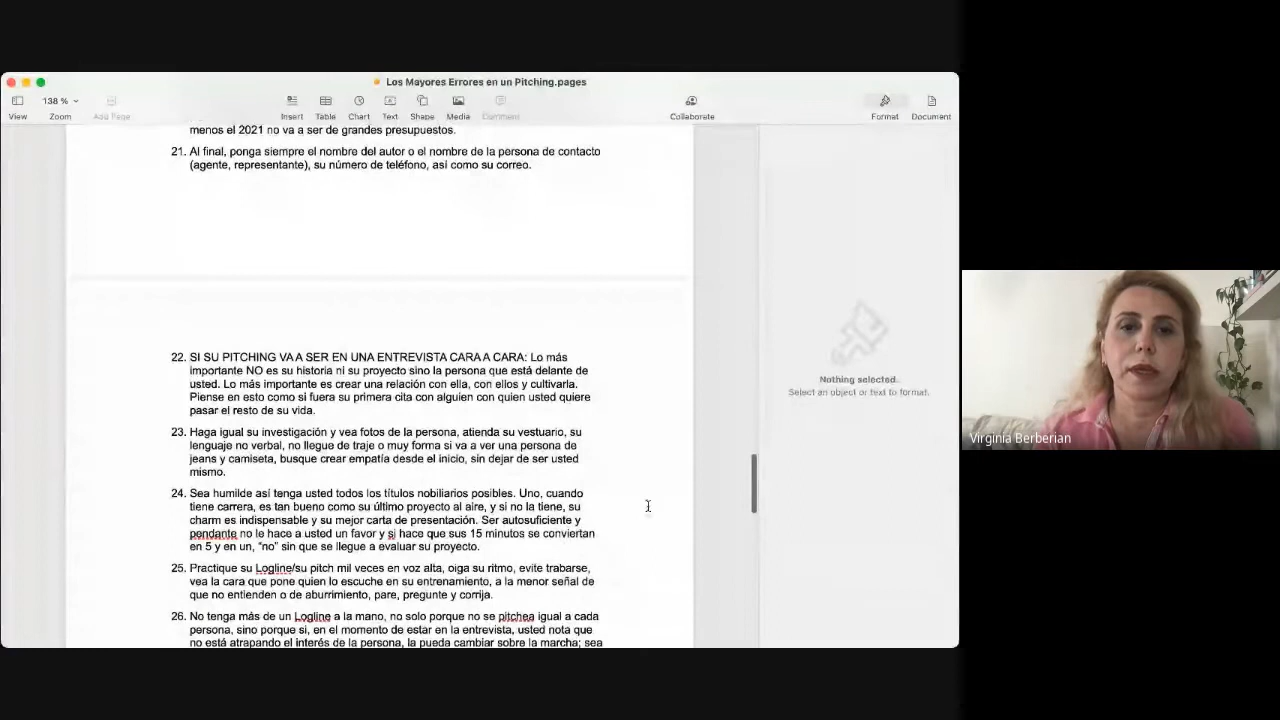 Los Mayores Errores en un Pitching.pages
138 %
View
Zoom
Add Page
Insert
Table
Chart
Text
Shape
Media
Comment
Collaborate
Format
Document
menos el 2021 no va a ser de grandes presupuestos.
21. Al final, ponga siempre el nombre del autor o el nombre de la persona de contacto
(agente, representante), su número de teléfono, así como su correo.
22. SI SU PITCHING VA A SER EN UNA ENTREVISTA CARA A CARA: Lo más
importante NO es su historia ni su proyecto sino la persona que está delante de
usted. Lo más importante es crear una relación con ella, con ellos y cultivarla.
Piense en esto como si fuera su primera cita con alguien con quien usted quiere
pasar el resto de su vida.
23. Haga igual su investigación y vea fotos de la persona, atienda su vestuario, su
lenguaje no verbal, no llegue de traje o muy forma si va a ver una persona de
jeans y camiseta, busque crear empatía desde el inicio, sin dejar de ser usted
mismo.
24. Sea humilde así tenga usted todos los títulos nobiliarios posibles. Uno, cuando
tiene carrera, es tan bueno como su último proyecto al aire, y si no la tiene, su
charm es indispensable y su mejor carta de presentación. Ser autosuficiente y
pendante no le hace a usted un favor y sí hace que sus 15 minutos se conviertan
en 5 y en un, “no” sin que se llegue a evaluar su proyecto.
25. Practique su Logline/su pitch mil veces en voz alta, oiga su ritmo, evite trabarse,
vea la cara que pone quien lo escuche en su entrenamiento, a la menor señal de
que no entienden o de aburrimiento, pare, pregunte y corrija.
26. No tenga más de un Logline a la mano, no solo porque no se pitchea igual a cada
persona, sino porque si, en el momento de estar en la entrevista, usted nota que
no está atrapando el interés de la persona, la pueda cambiar sobre la marcha; sea
Nothing selected.
Select an object or text to format.
Virginia Berberian